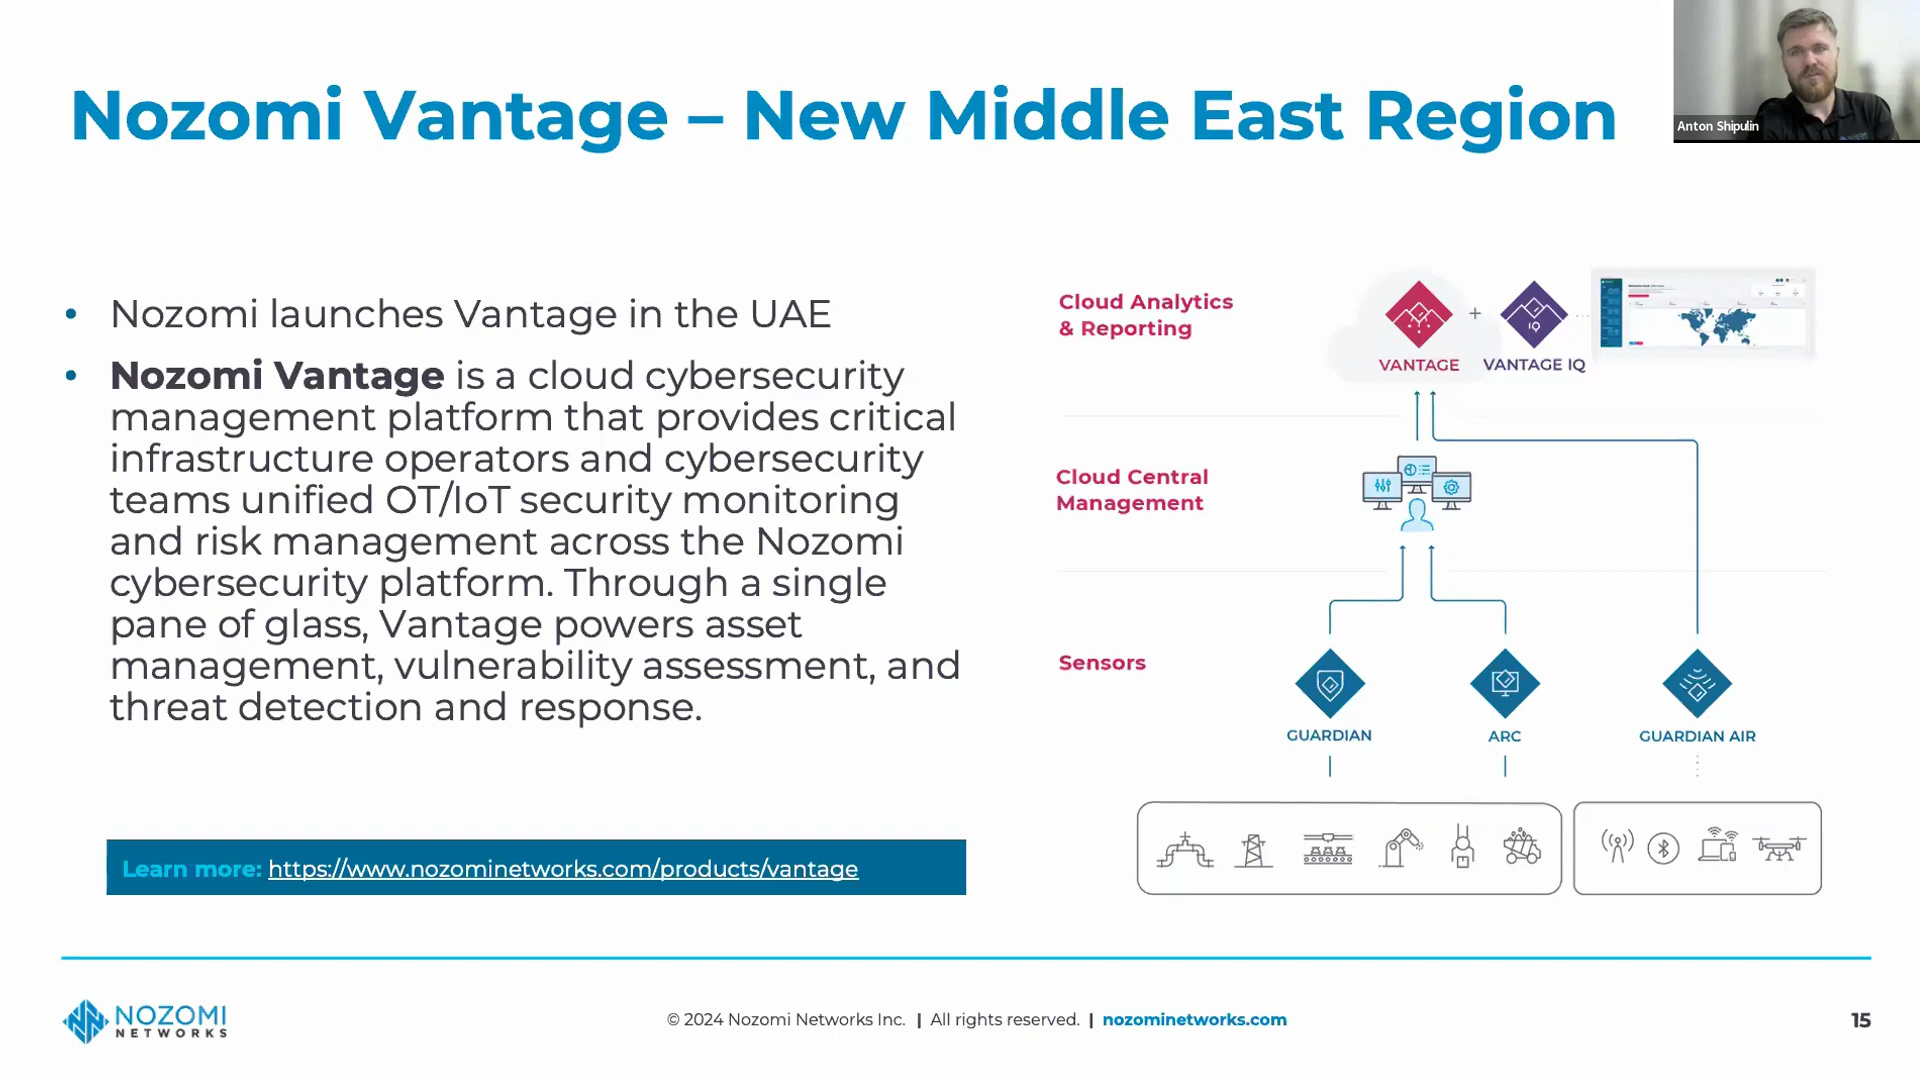 Nozomi Vantage – New Middle East Region
Anton Shipulin
• Nozomi launches Vantage in the UAE
• Nozomi Vantage is a cloud cybersecurity
management platform that provides critical
infrastructure operators and cybersecurity
teams unified OT/IoT security monitoring
and risk management across the Nozomi
cybersecurity platform. Through a single
pane of glass, Vantage powers asset
management, vulnerability assessment, and
threat detection and response.
Learn more: https://www.nozominetworks.com/products/vantage
Cloud Analytics
& Reporting
VANTAGE
+
IQ
VANTAGE IQ
Cloud Central
Management
Sensors
GUARDIAN
ARC
GUARDIAN AIR
NOZOMI
NETWORKS
© 2024 Nozomi Networks Inc. | All rights reserved. | nozominetworks.com
15